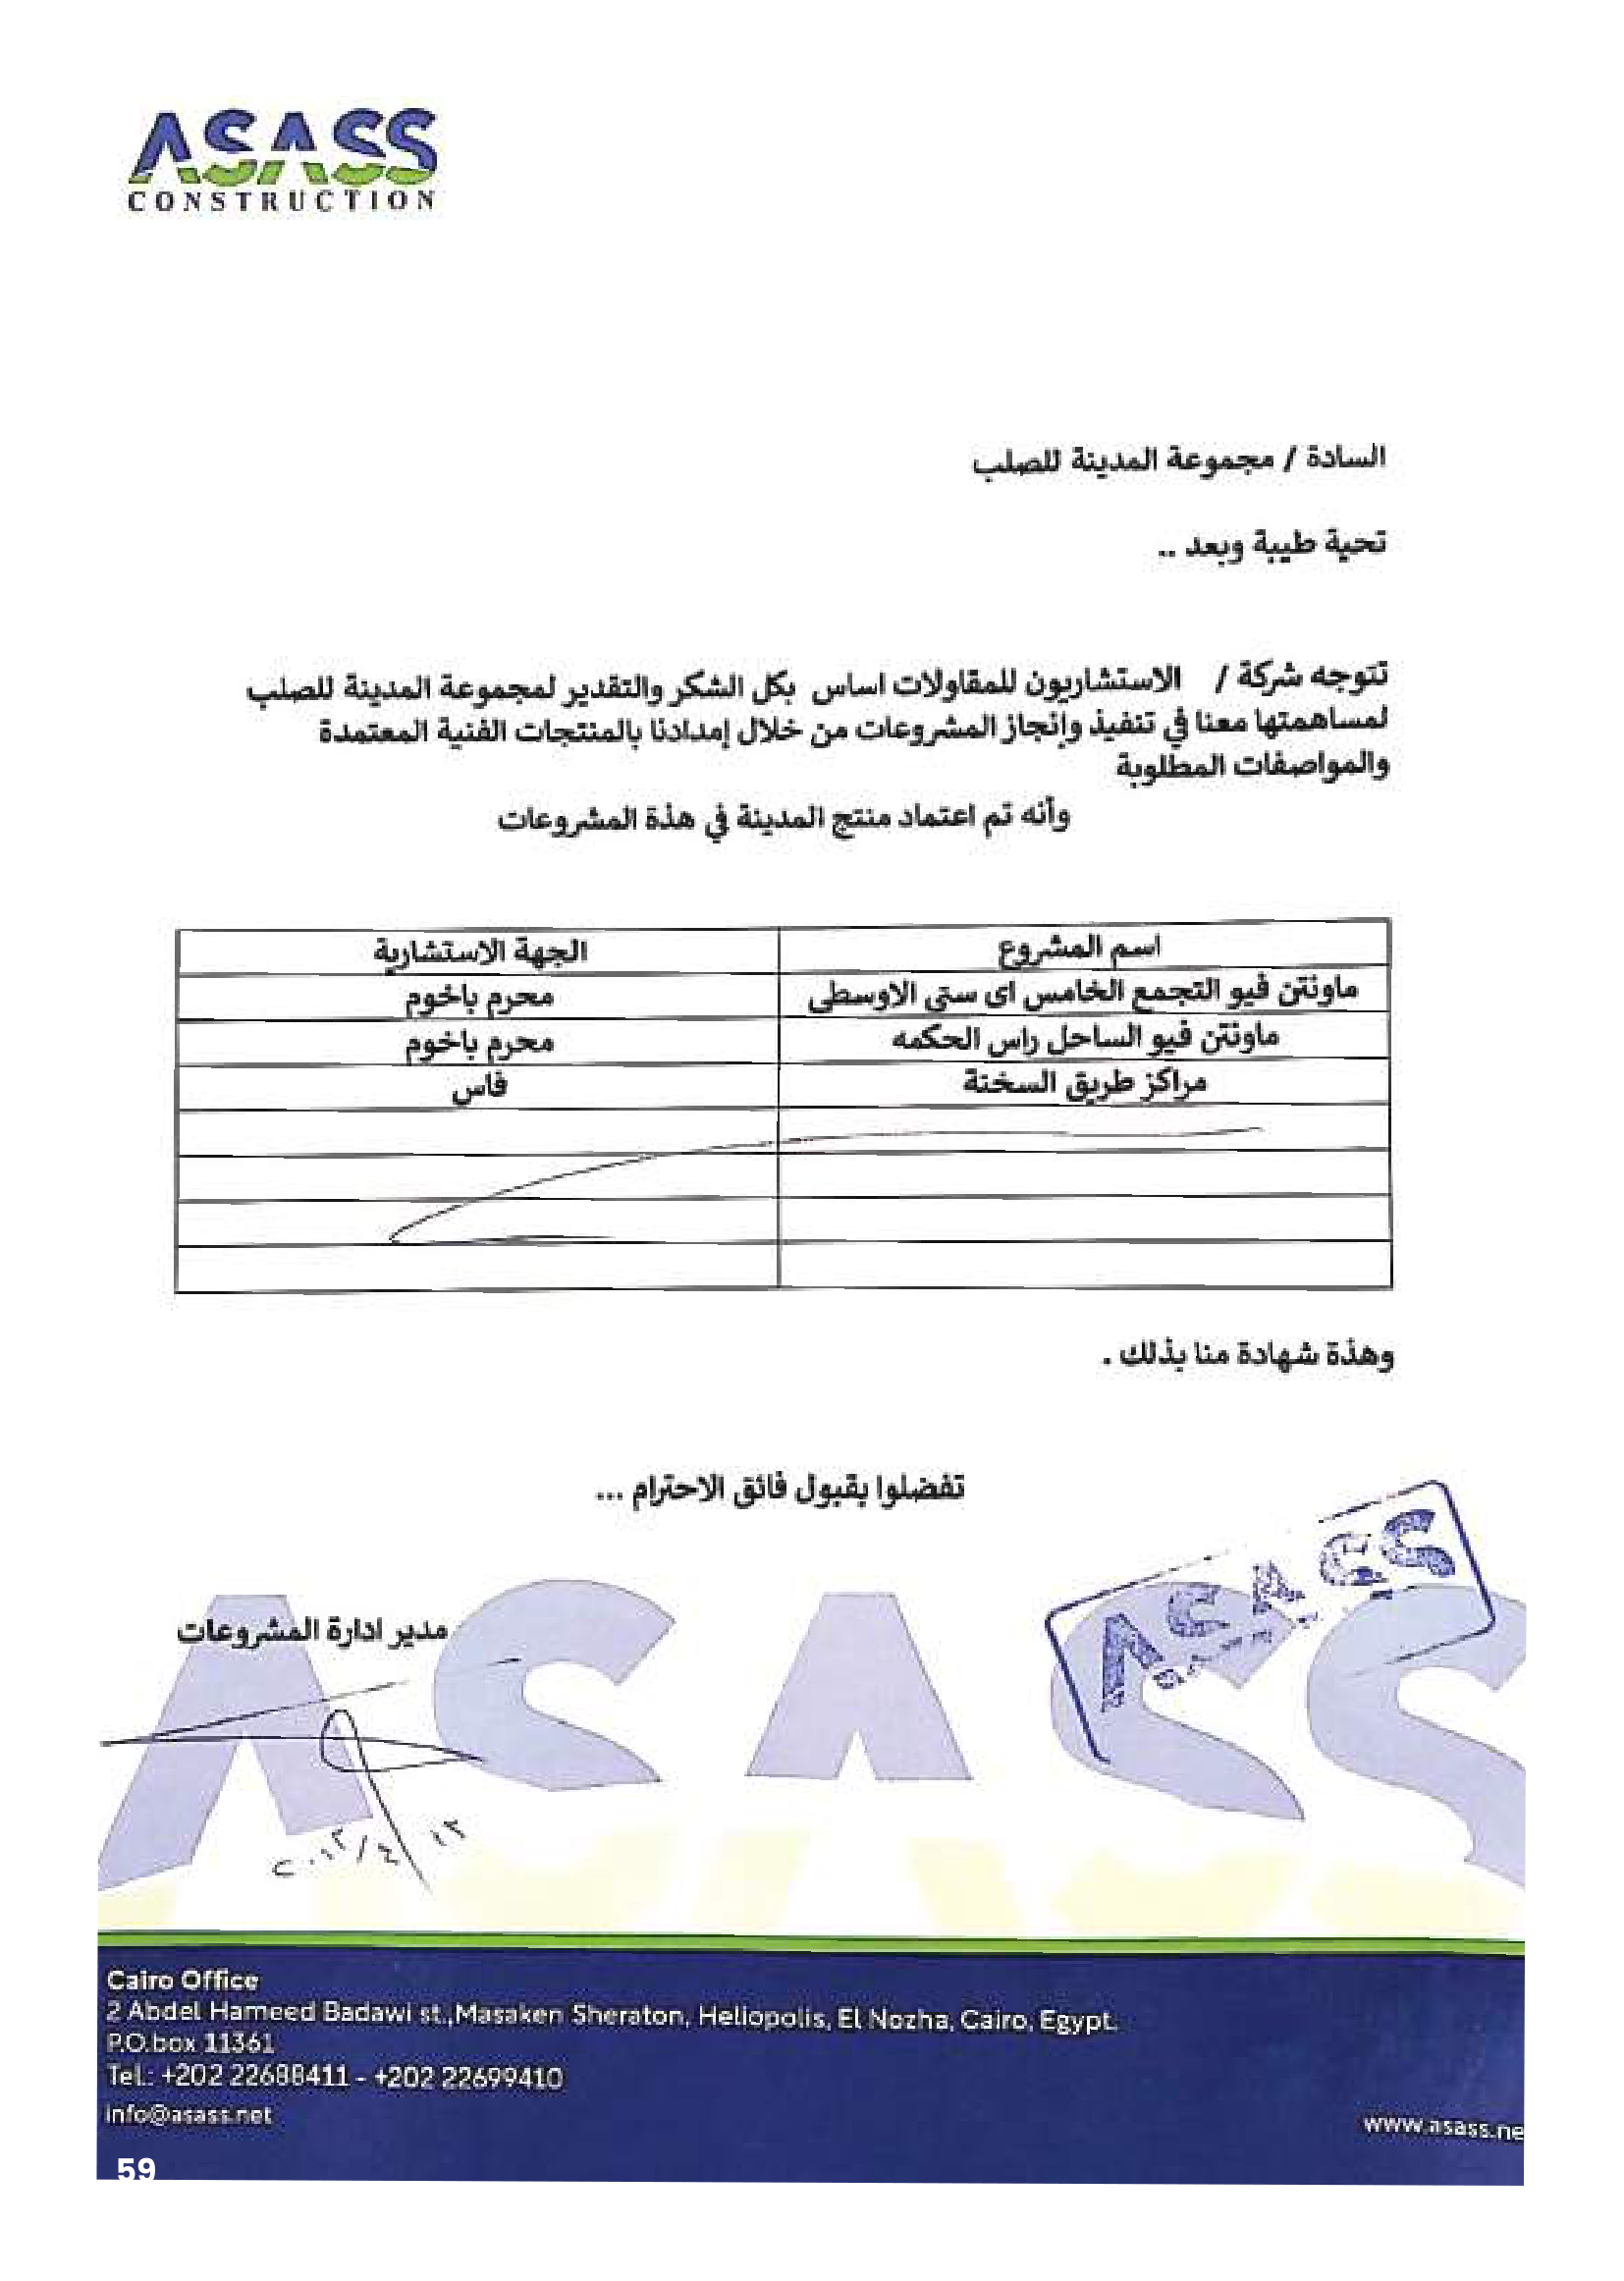 ASASS
CONSTRUCTION
السادة / مجموعة المدينة للصلب
تحية طيبة وبعد ..
تتوجه شركة / الاستشاريون للمقاولات اساس بكل الشكر والتقدير لمجموعة المدينة للصلب
لمساهمتها معنا في تنفيذ وإنجاز المشروعات من خلال إمدادنا بالمنتجات الفنية المعتمدة
والمواصفات المطلوبة
وأنه تم اعتماد منتج المدينة في هذة المشروعات
اسم المشروع الجهة الاستشارية
ماونتن فيو التجمع الخامس اى ستى الاوسطى محرم باخوم
ماونتن فيو الساحل راس الحكمه محرم باخوم
مراكز طريق السخنة فاس
وهذة شهادة منا بذلك .
تفضلوا بقبول فائق الاحترام ...
ASASS
مدير ادارة المشروعات
ASASS
Cairo Office
2 Abdel Hameed Badawi st.,Masaken Sheraton, Heliopolis, El Nozha, Cairo, Egypt.
P.O.box 11361
Tel.: +202 22688411 - +202 22699410
info@asass.net
www.asass.ne
59